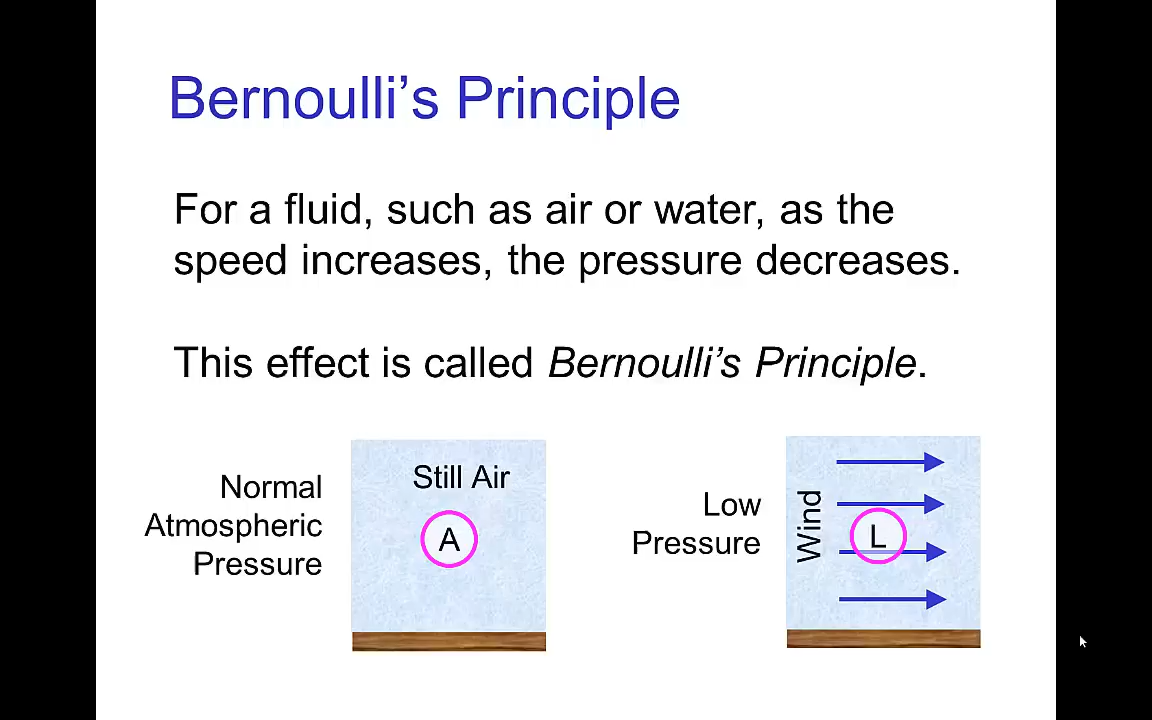 Bernoulli’s Principle
For a fluid, such as air or water, as the
speed increases, the pressure decreases.
This effect is called Bernoulli’s Principle.
Normal
Atmospheric
Pressure
Still Air
A
Low
Pressure
Wind
L